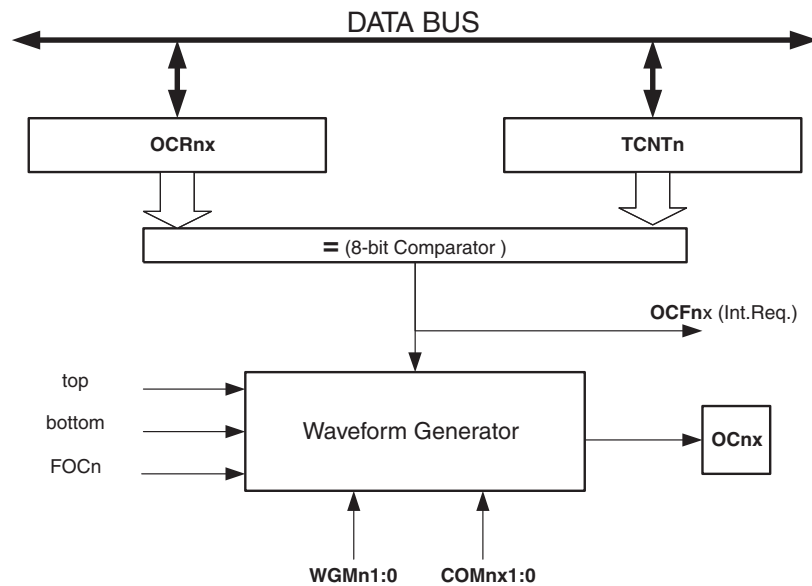 DATA BUS
OCRnx
TCNTn
= (8-bit Comparator )
OCFnx (Int.Req.)
top
bottom
FOCn
Waveform Generator
OCnx
WGMn1:0
COMnx1:0